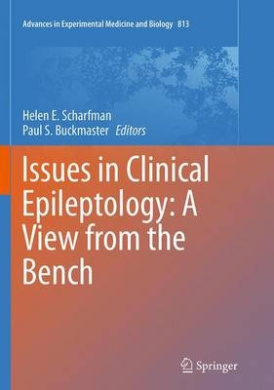 Advances in Experimental Medicine and Biology 813
Helen E. Scharfman
Paul S. Buckmaster Editors
Issues in Clinical
Epileptology: A
View from the
Bench
Springer